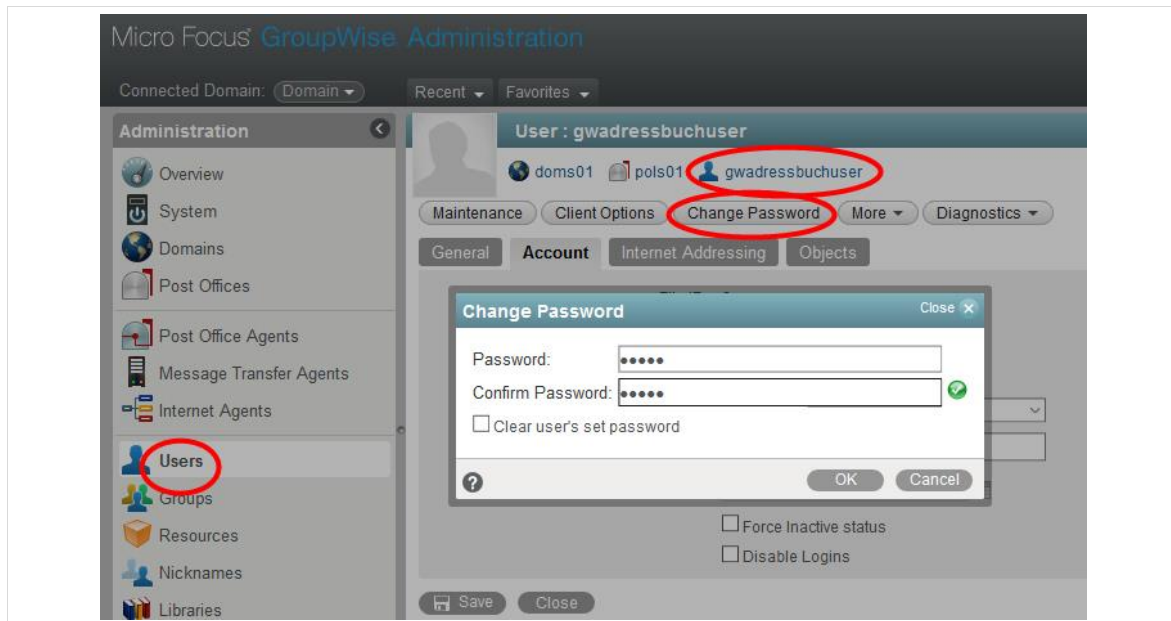 Micro Focus® GroupWise Administration
Connected Domain: Domain Recent Favorites
Administration
Overview
System
Domains
Post Offices
Post Office Agents
Message Transfer Agents
Internet Agents
Users
Groups
Resources
Nicknames
Libraries
User : gwadressbuchuser
doms01 pols01 gwadressbuchuser
Maintenance Client Options Change Password More Diagnostics
General Account Internet Addressing Objects
Change Password Close
Password: •••••
Confirm Password: •••••
Clear user's set password
OK Cancel
Force Inactive status
Disable Logins
Save Close